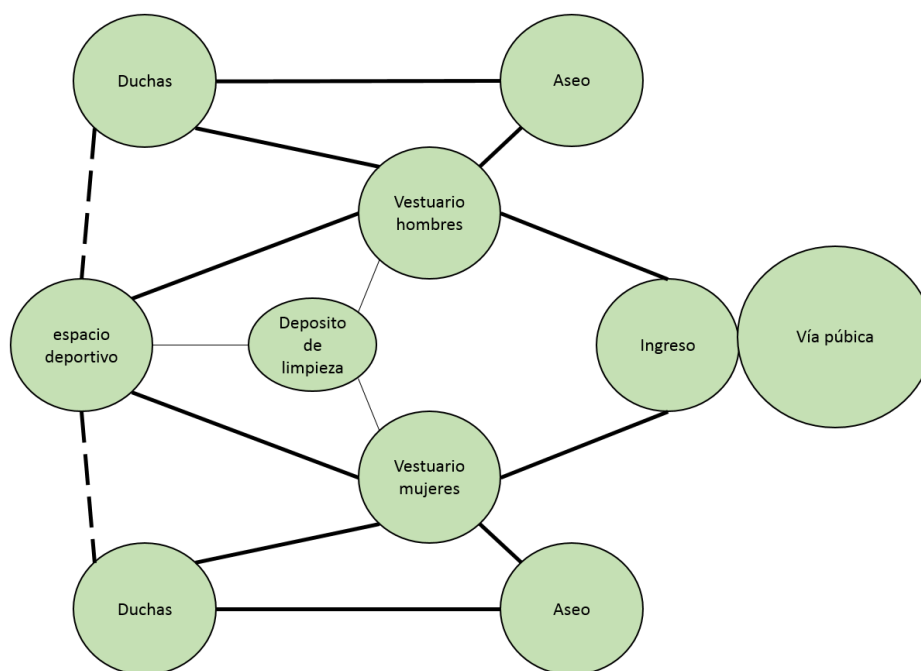 Duchas
Aseo
Vestuario
hombres
espacio
deportivo
Deposito
de
limpieza
Ingreso
Vía púbica
Vestuario
mujeres
Duchas
Aseo